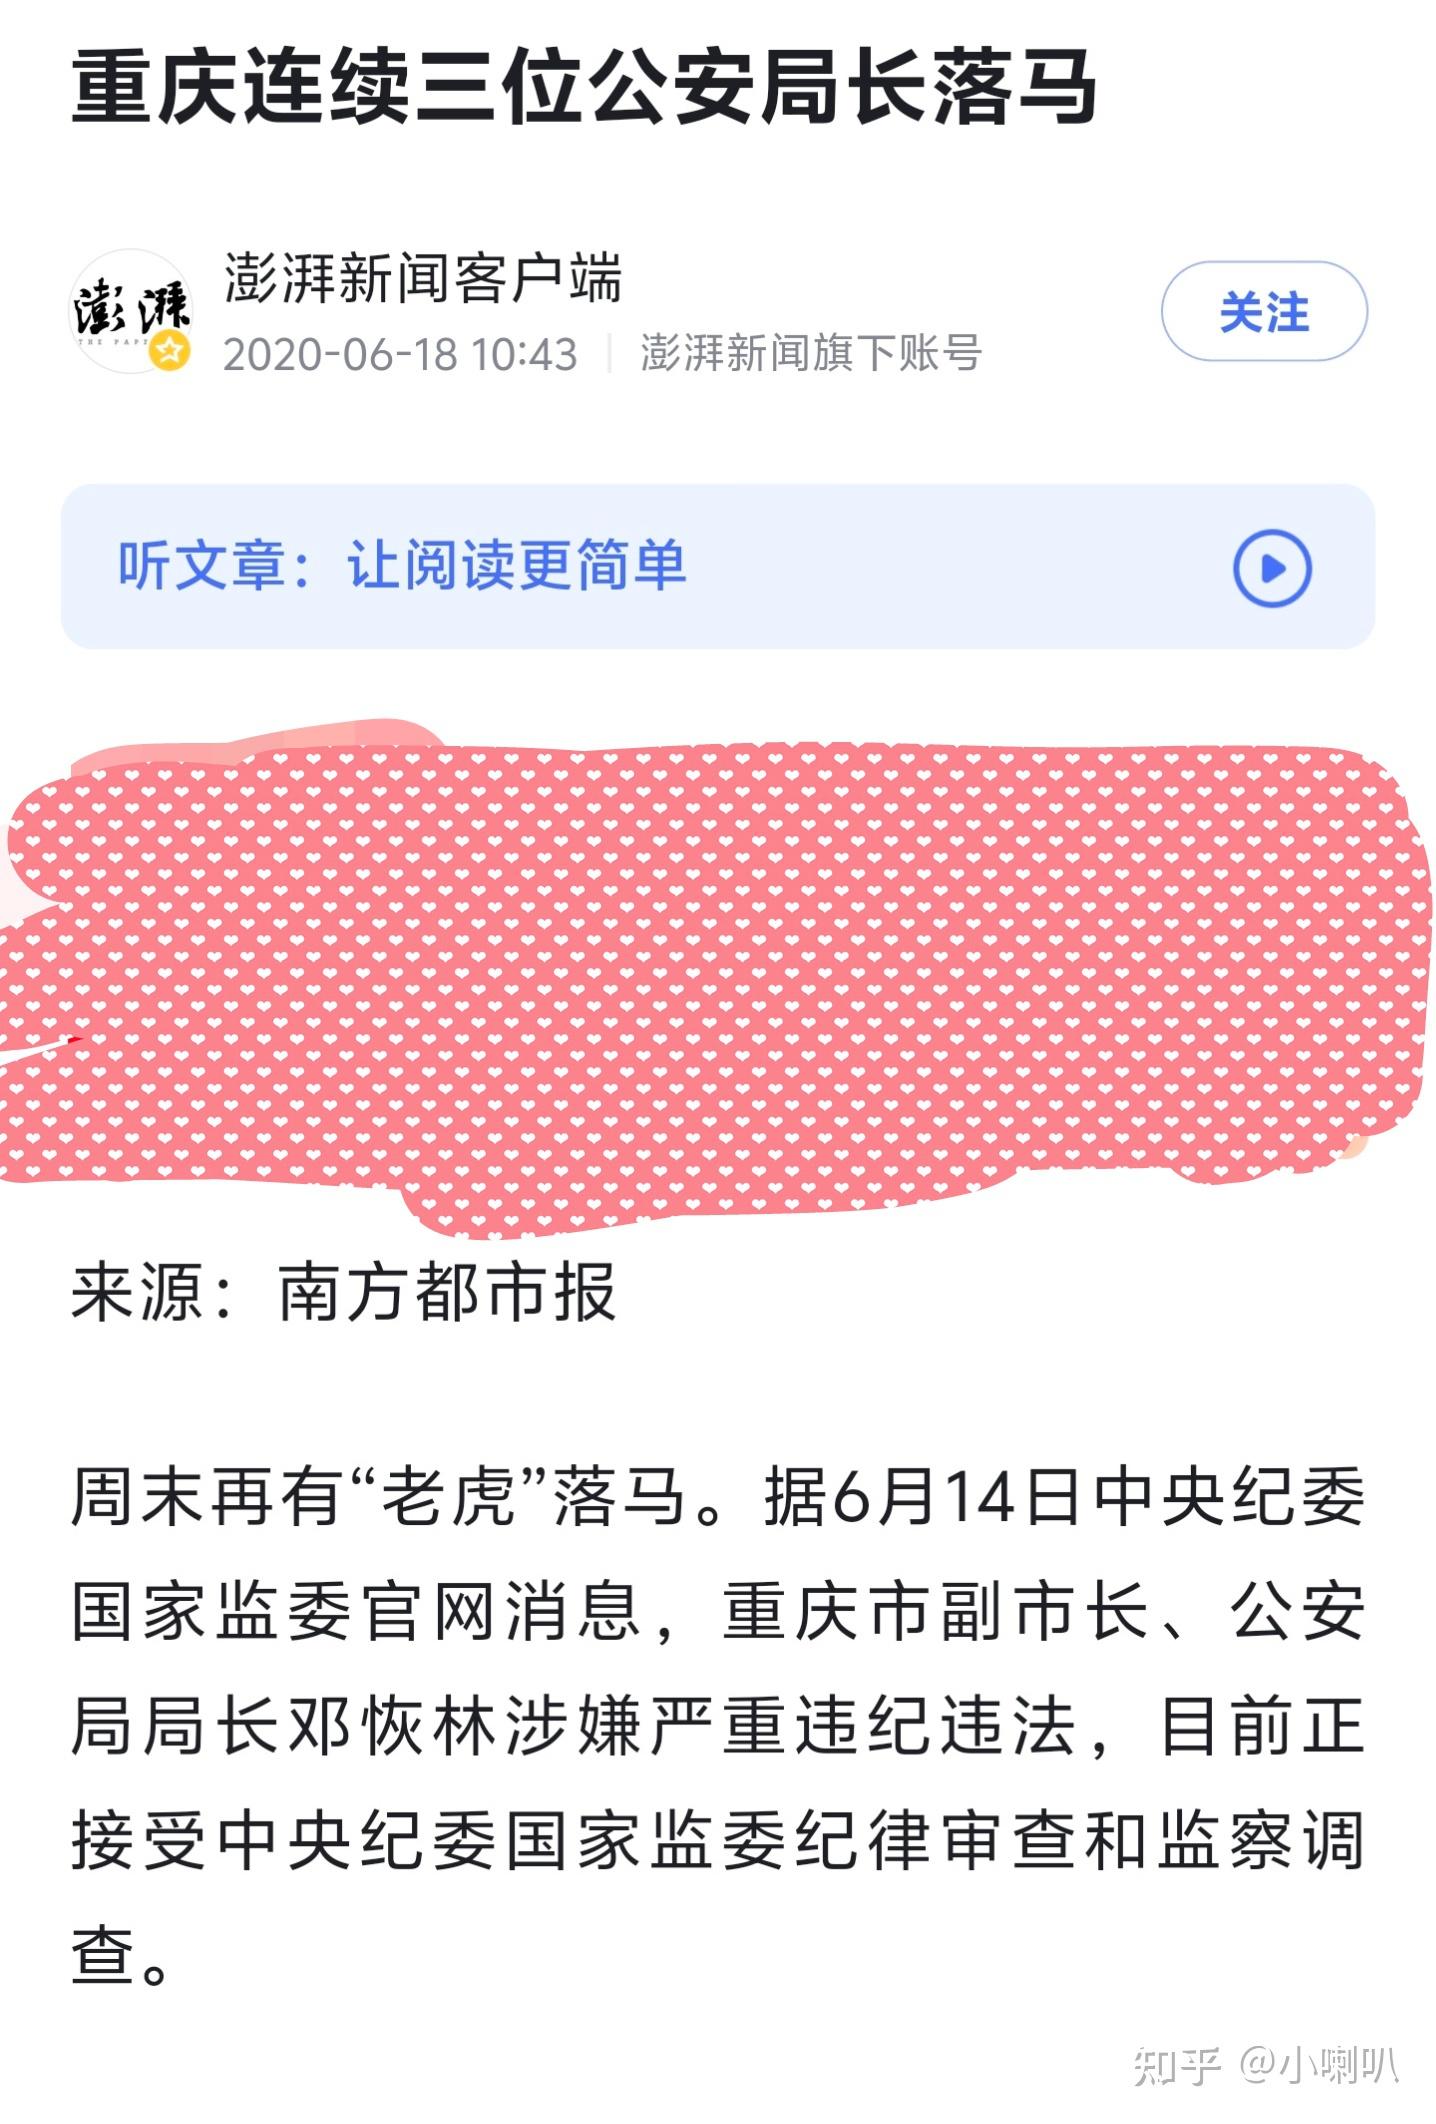 重庆连续三位公安局长落马
澎湃新闻客户端
澎湃
THE PAP
2020-06-18 10:43 | 澎湃新闻旗下账号
关注
听文章：让阅读更简单
来源：南方都市报
周末再有“老虎”落马。据6月14日中央纪委
国家监委官网消息，重庆市副市长、公安
局局长邓恢林涉嫌严重违纪违法，目前正
接受中央纪委国家监委纪律审查和监察调
查。
知乎 @小喇叭